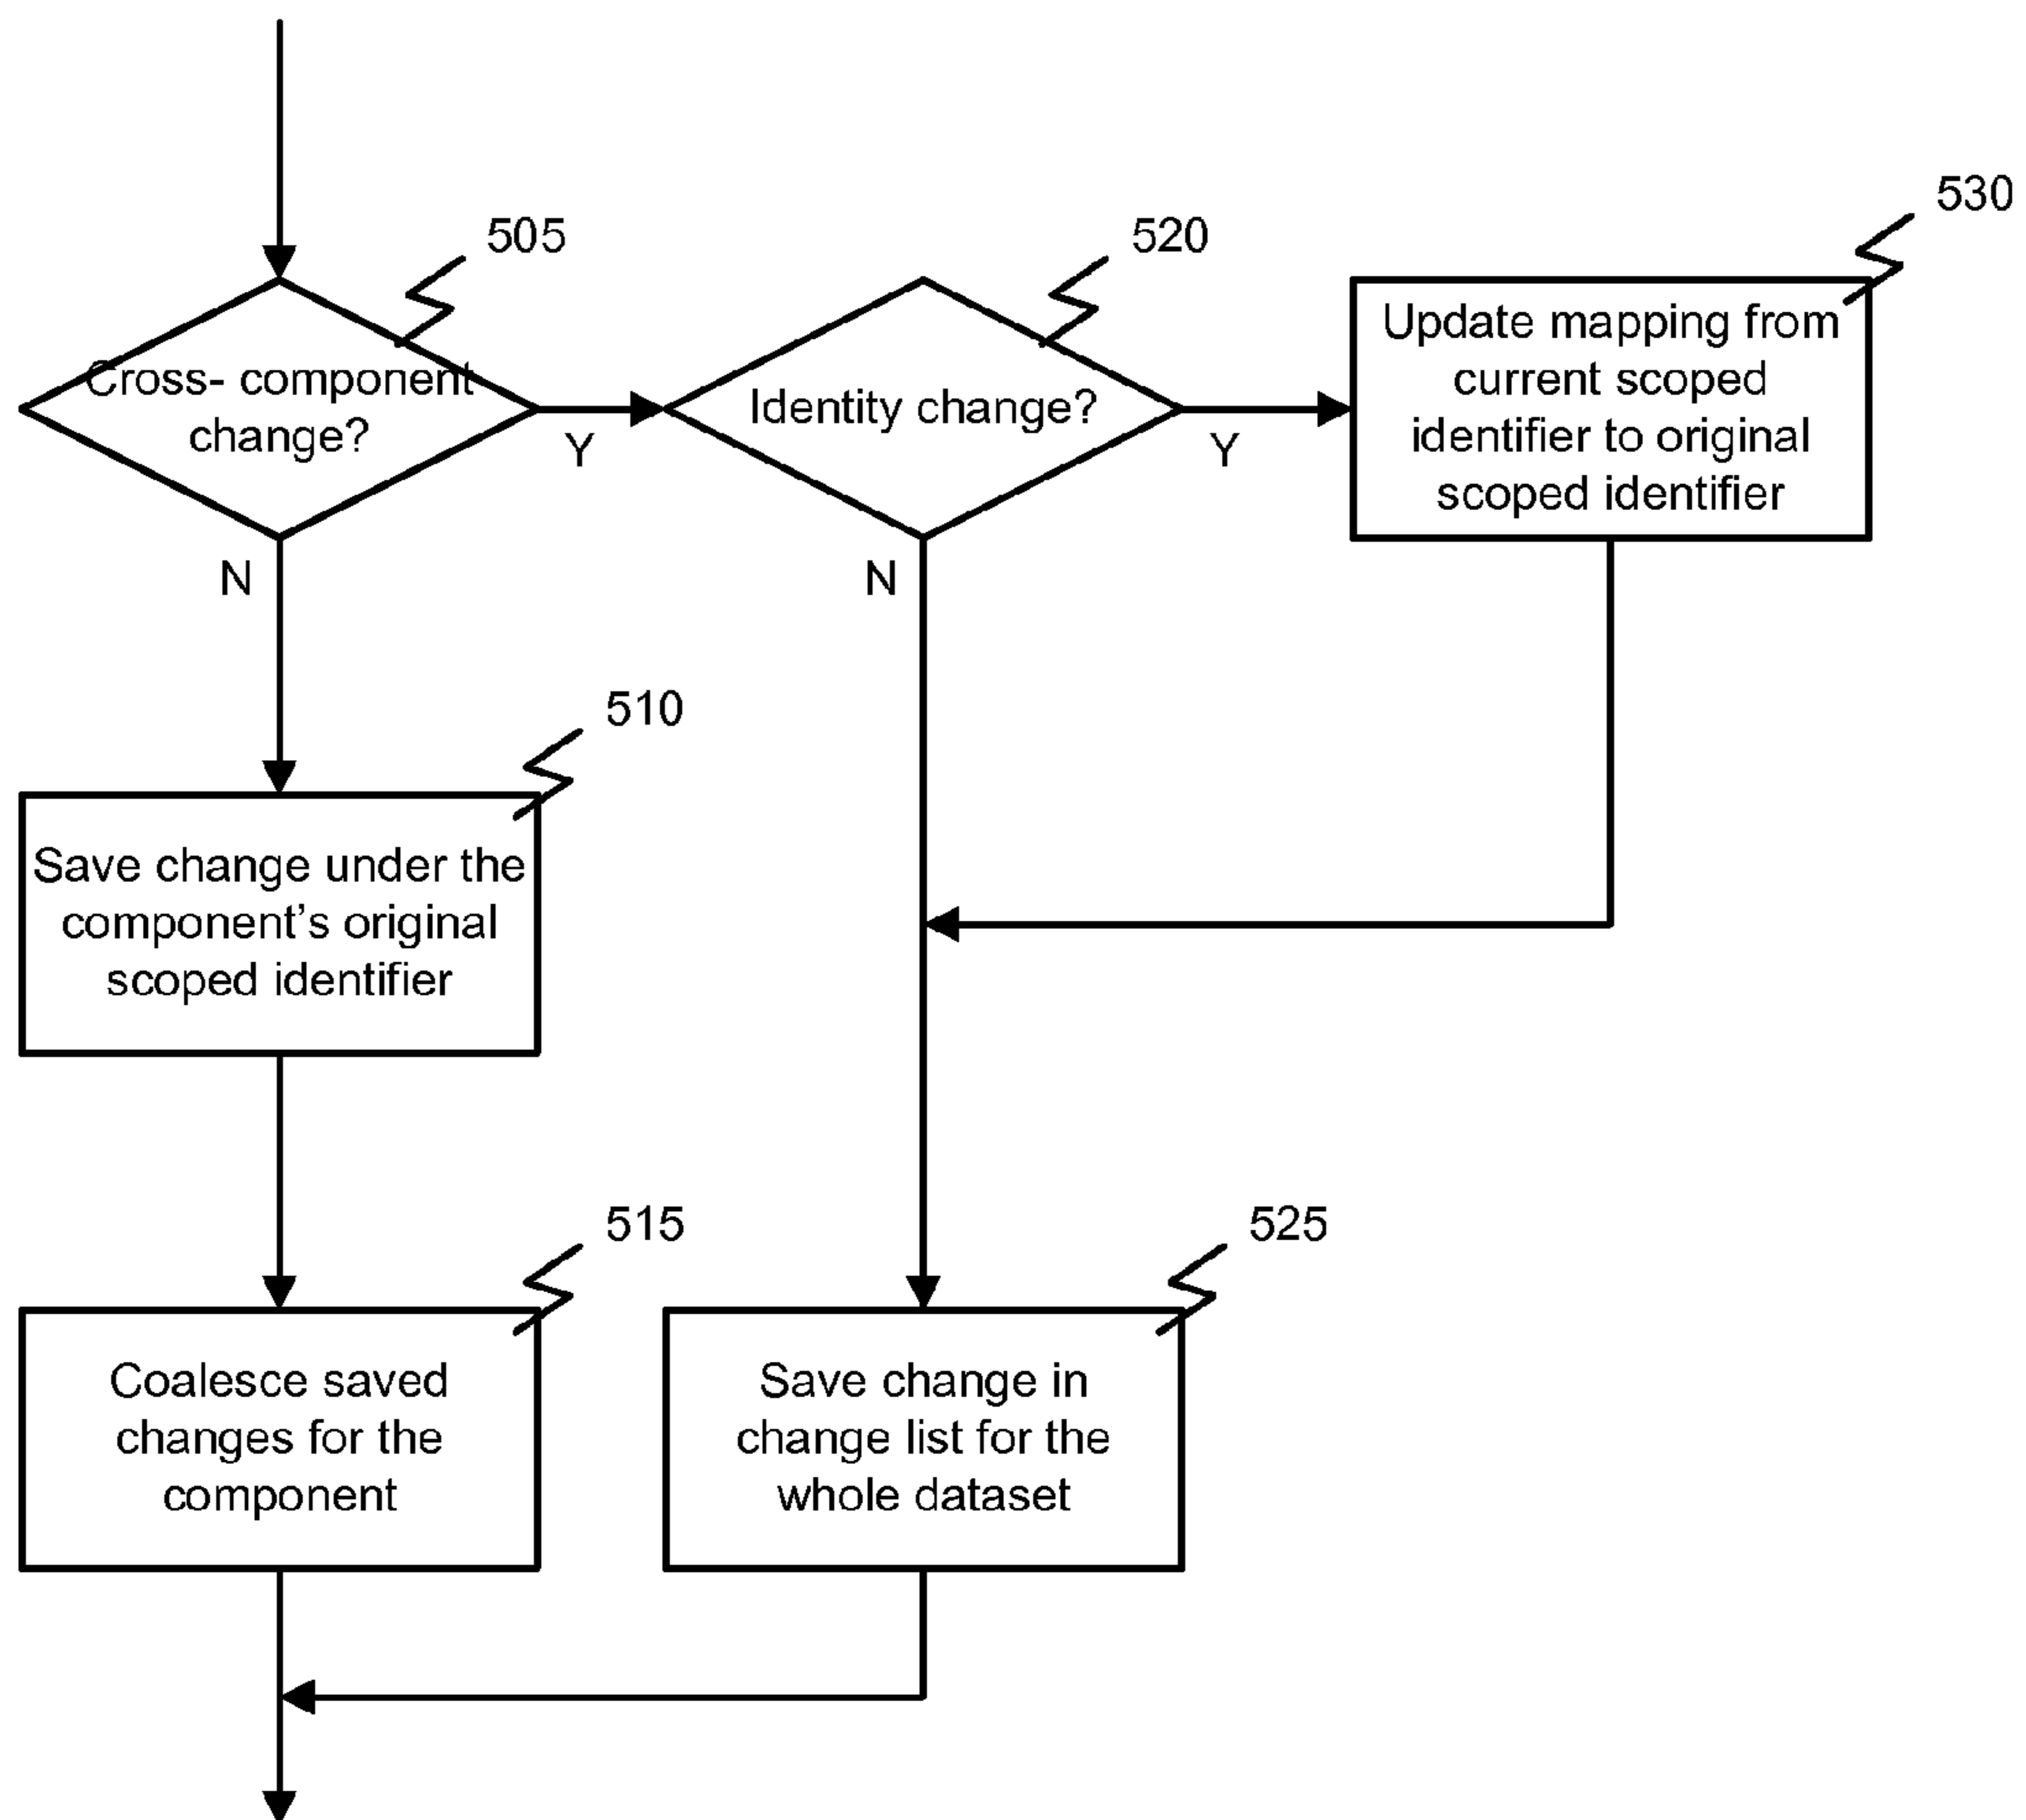 530
505
520
Cross- component
change?
Y
N
Identity change?
Y
N
Update mapping from
current scoped
identifier to original
scoped identifier
510
Save change under the
component’s original
scoped identifier
515
Coalesce saved
changes for the
component
525
Save change in
change list for the
whole dataset